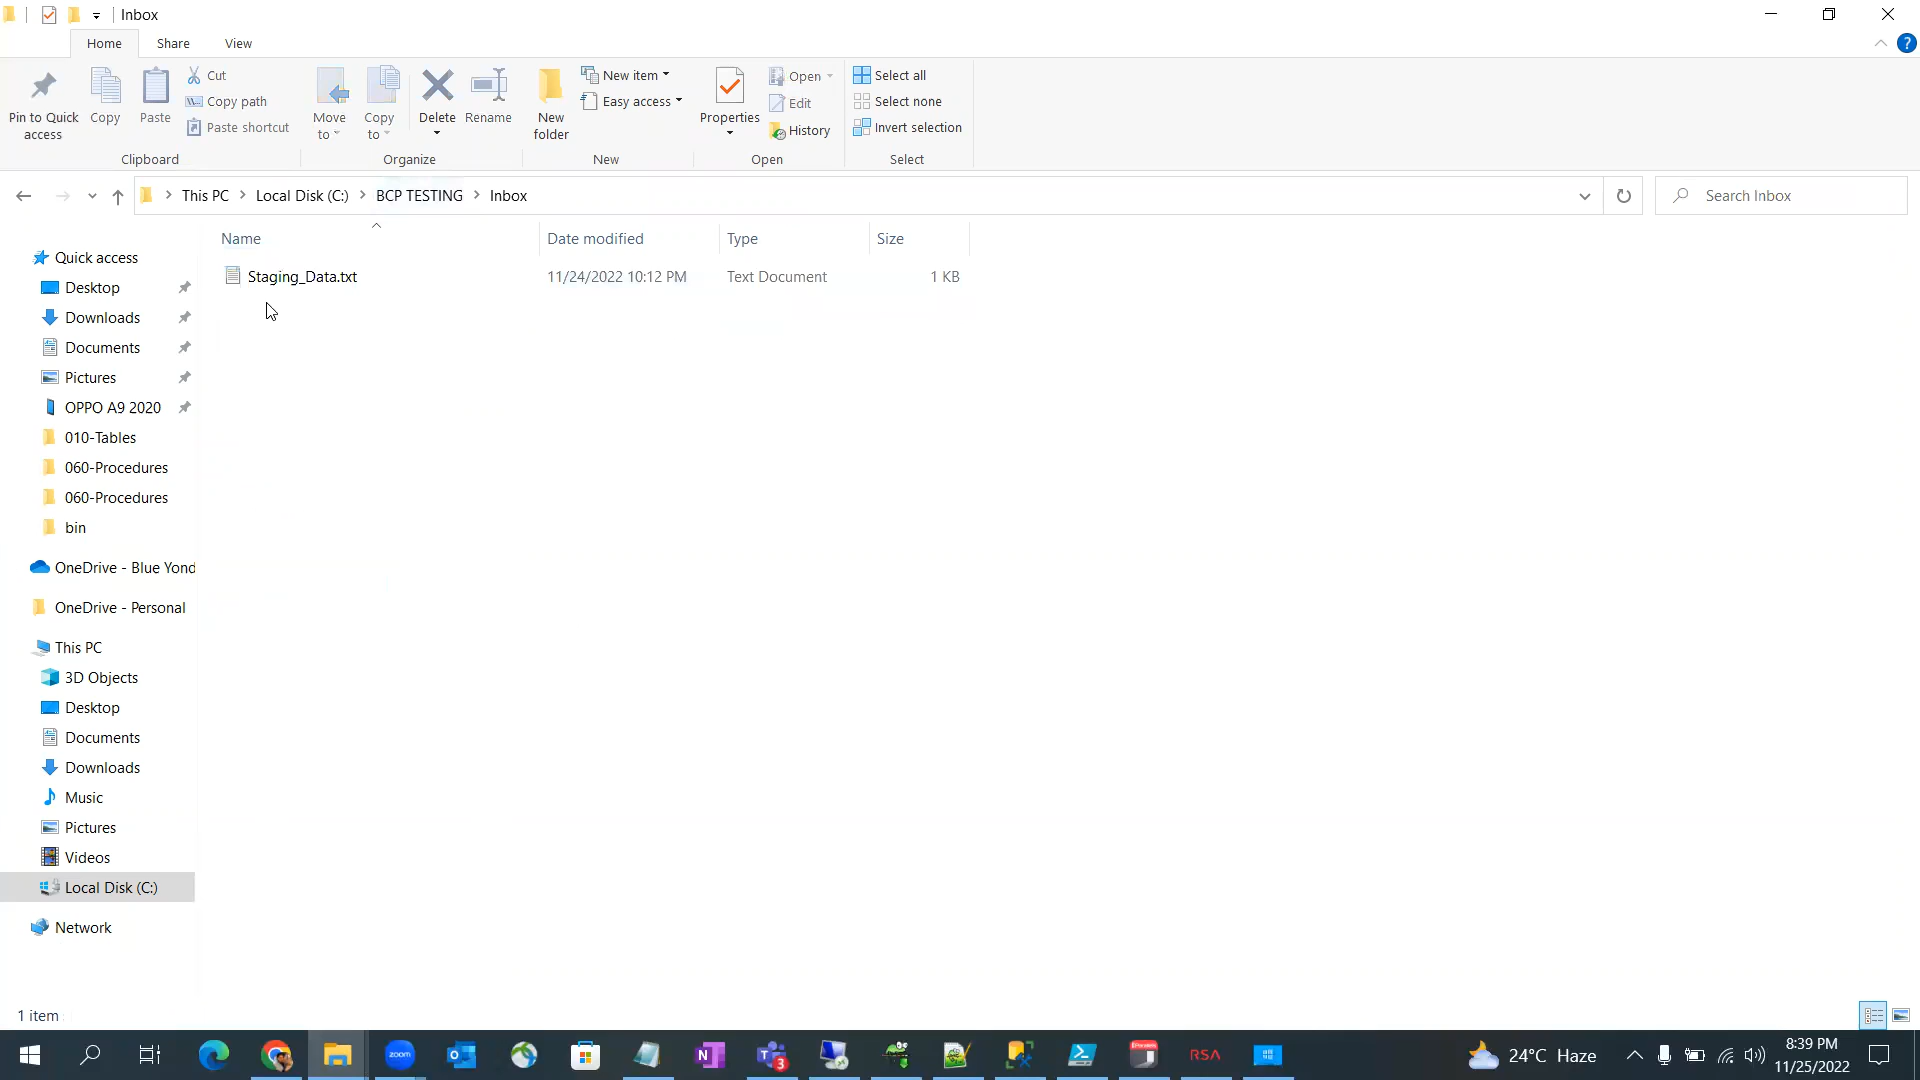 Inbox
Home Share View
Pin to Quick access
Copy
Paste
Cut
Copy path
Paste shortcut
Clipboard
Move to
Copy to
Delete
Rename
Organize
New folder
New item
Easy access
New
Properties
Open
Edit
History
Open
Select all
Select none
Invert selection
Select
This PC > Local Disk (C:) > BCP TESTING > Inbox
Search Inbox
Name Date modified Type Size
Staging_Data.txt 11/24/2022 10:12 PM Text Document 1 KB
Quick access
Desktop
Downloads
Documents
Pictures
OPPO A9 2020
010-Tables
060-Procedures
060-Procedures
bin
OneDrive - Blue Yond
OneDrive - Personal
This PC
3D Objects
Desktop
Documents
Downloads
Music
Pictures
Videos
Local Disk (C:)
Network
1 item
zoom
3
RSA
24°C Haze
8:39 PM
11/25/2022